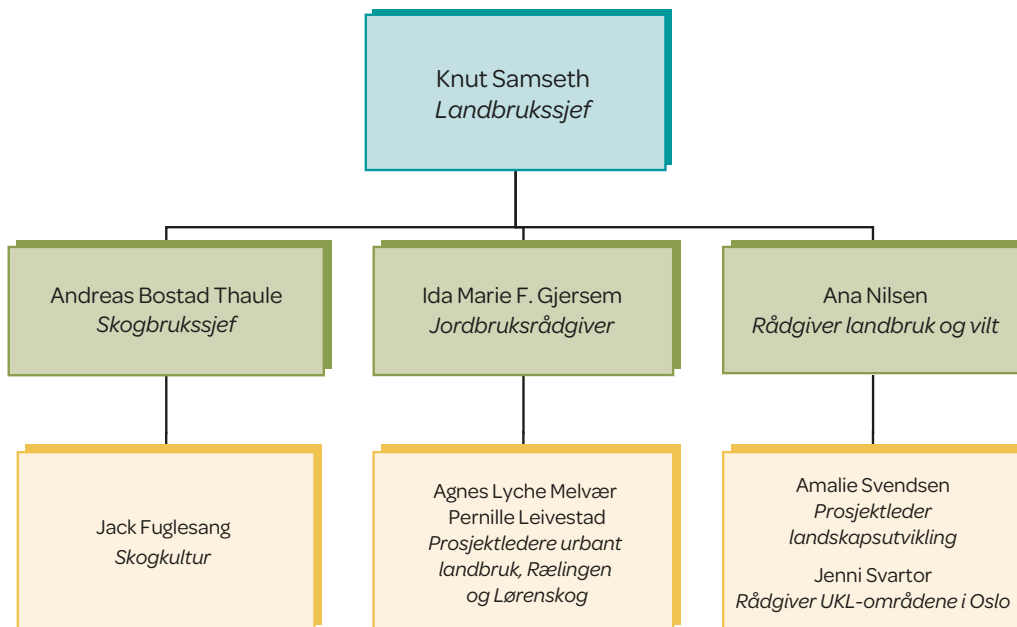 Knut Samseth
Landbrukssjef
Andreas Bostad Thaule
Skogbrukssjef
Ida Marie F. Gjersem
Jordbruksrådgiver
Ana Nilsen
Rådgiver landbruk og vilt
Jack Fuglesang
Skogkultur
Agnes Lyche Melvær
Pernille Leivestad
Prosjektledere urbant
landbruk, Rælingen
og Lørenskog
Amalie Svendsen
Prosjektleder
landskapsutvikling
Jenni Svartor
Rådgiver UKL-områdene i Oslo